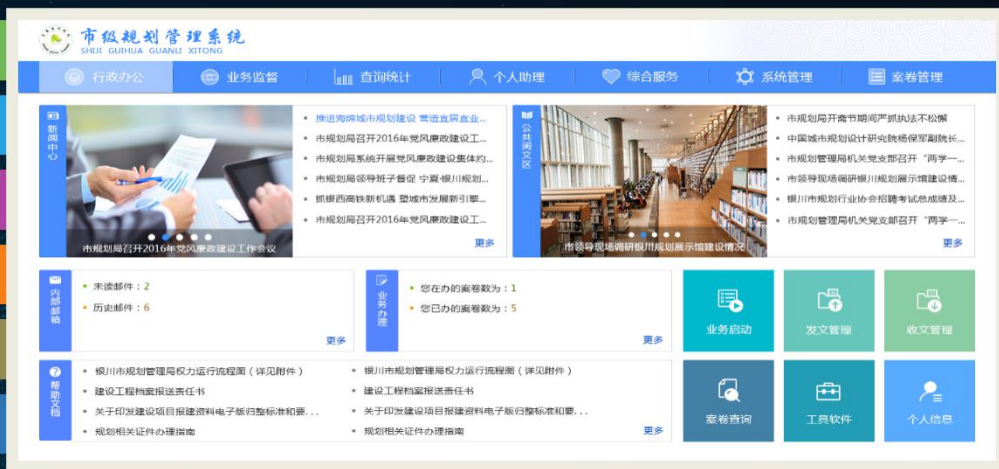 市级规划管理系统
SHIJI GUIHUA GUANLI XITONG
行政办公
业务监督
查询统计
个人助理
综合服务
系统管理
案卷管理
新闻中心
市规划局召开2016年党风廉政建设工作会议
推进海绵城市规划建设 营造宜居宜业...
市规划局召开2016年党风廉政建设工...
市规划局系统开展党风廉政建设集体约...
市规划局领导班子督促 宁夏·银川规划...
抓银西高铁新机遇 塑城市发展新引擎...
市规划局召开2016年党风廉政建设工...
更多
公共阅文区
市领导现场调研银川规划展示馆建设情况
市规划局开斋节期间严抓执法不松懈
中国城市规划设计研究院杨保军副院长...
市规划管理局机关党支部召开“两学一...
市领导现场调研银川规划展示馆建设情...
银川市规划行业协会招聘考试总成绩及...
市规划管理局机关党支部召开“两学一...
更多
内部邮箱
未读邮件：2
历史邮件：6
更多
业务办理
您在办的案卷数为：1
您已办的案卷数为：5
更多
业务启动
发文管理
收文管理
帮助文档
银川市规划管理局权力运行流程图（详见附件）
建设工程档案报送责任书
关于印发建设项目报建资料电子版归整标准和要...
规划相关证件办理指南
银川市规划管理局权力运行流程图（详见附件）
建设工程档案报送责任书
关于印发建设项目报建资料电子版归整标准和要...
规划相关证件办理指南
更多
案卷查询
工具软件
个人信息